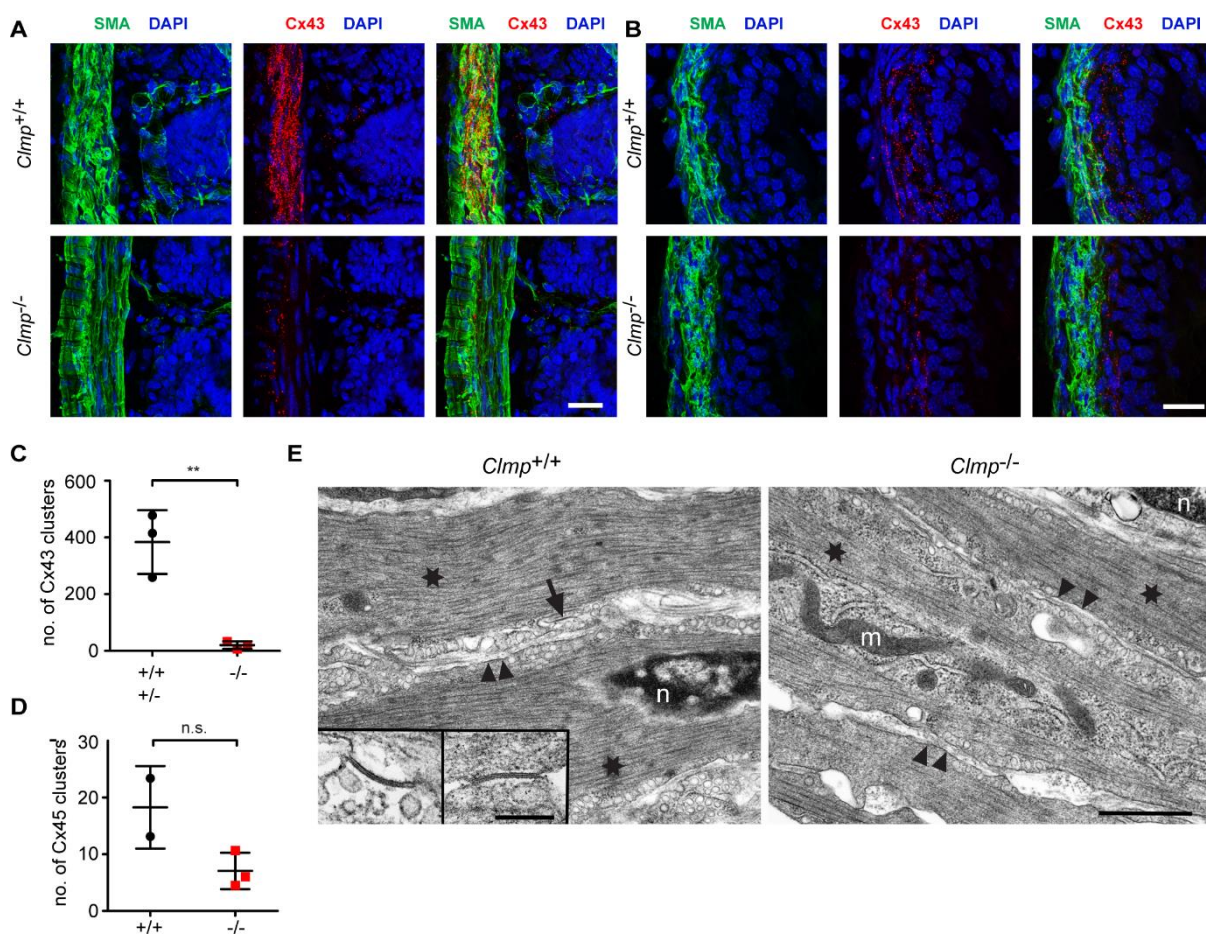 A
SMA DAPI
Cx43 DAPI
SMA Cx43 DAPI
B
SMA DAPI
Cx43 DAPI
SMA Cx43 DAPI
Clmp+/+
Clmp+/+
Clmp-/-
Clmp-/-
C
no. of Cx43 clusters
600
400
200
0
**
+/+
+/-
-/-
D
no. of Cx45 clusters
30
20
10
0
n.s.
+/+
-/-
E
Clmp+/+
Clmp-/-
n
n
m